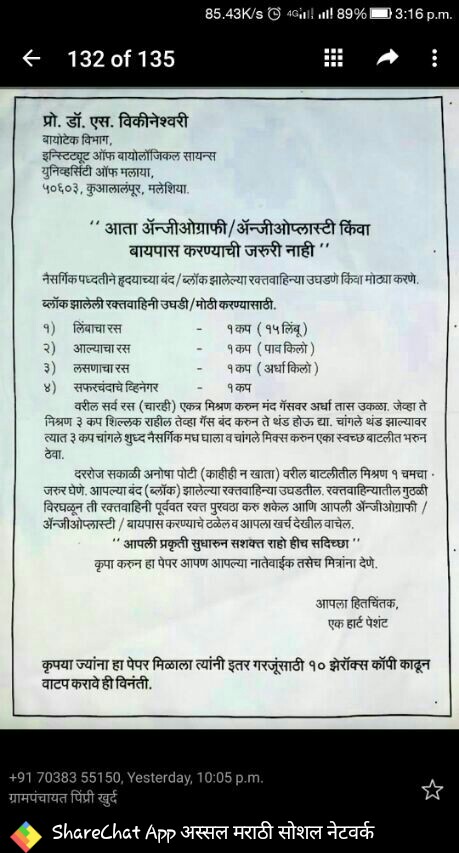 85.43K/s 4G 89% 3:16 p.m.
132 of 135
प्रो. डॉ. एस. विकीनेश्वरी
बायोटेक विभाग,
इन्स्टिट्यूट ऑफ बायोलॉजिकल सायन्स
युनिव्हर्सिटी ऑफ मलाया,
५०६०३, कुआलालंपूर, मलेशिया.
“ आता ॲन्जीओग्राफी/ॲन्जीओप्लास्टी किंवा
बायपास करण्याची जरुरी नाही ”
नैसर्गिक पध्दतीने हृदयाच्या बंद/ब्लॉक झालेल्या रक्तवाहिन्या उघडणे किंवा मोठ्या करणे.
ब्लॉक झालेली रक्तवाहिनी उघडी/मोठी करण्यासाठी.
१) लिंबाचा रस - १ कप ( १५ लिंबू )
२) आल्याचा रस - १ कप ( पाव किलो )
३) लसणाचा रस - १ कप ( अर्धा किलो )
४) सफरचंदाचे व्हिनेगर - १ कप
वरील सर्व रस (चारही) एकत्र मिश्रण करुन मंद गॅसवर अर्धा तास उकळा. जेव्हा ते
मिश्रण ३ कप शिल्लक राहील तेव्हा गॅस बंद करुन ते थंड होऊ द्या. चांगले थंड झाल्यावर
त्यात ३ कप चांगले शुध्द नैसर्गिक मध घाला व चांगले मिक्स करुन एका स्वच्छ बाटलीत भरुन
ठेवा.
दररोज सकाळी अनोषा पोटी (काहीही न खाता) वरील बाटलीतील मिश्रण १ चमचा
जरुर घेणे. आपल्या बंद (ब्लॉक) झालेल्या रक्तवाहिन्या उघडतील. रक्तवाहिन्यातील गुठळी
विरघळून ती रक्तवाहिनी पूर्ववत रक्त पुरवठा करु शकेल आणि आपली ॲन्जीओग्राफी /
ॲन्जीओप्लास्टी / बायपास करण्याचे टळेल व आपला खर्च देखील वाचेल.
“ आपली प्रकृती सुधारुन सशक्त राहो हीच सदिच्छा ”
कृपा करुन हा पेपर आपण आपल्या नातेवाईक तसेच मित्रांना देणे.
आपला हितचिंतक,
एक हार्ट पेशंट
कृपया ज्यांना हा पेपर मिळाला त्यांनी इतर गरजूंसाठी १० झेरॉक्स कॉपी काढून
वाटप करावे ही विनंती.
+91 70383 55150, Yesterday, 10:05 p.m.
ग्रामपंचायत पिंप्री खुर्द
ShareChat App अस्सल मराठी सोशल नेटवर्क